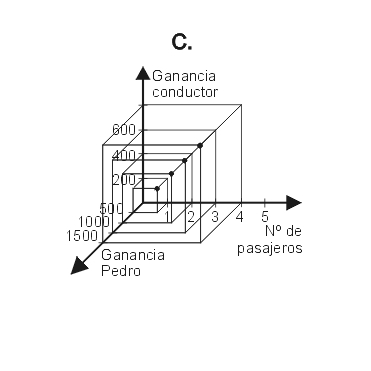 C.
Ganancia
conductor
600
400
200
500
1000
1500
1 2 3 4 5
Nº de
pasajeros
Ganancia
Pedro